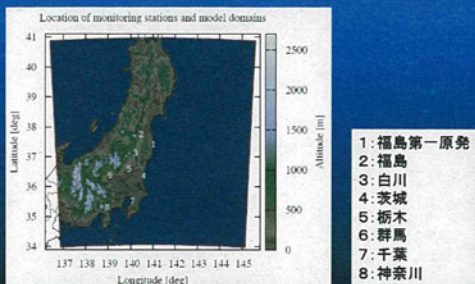 Location of monitoring stations and model domains
41
40
39
38
37
36
35
34
Latitude [deg]
137 138 139 140 141 142 143 144 145
Longitude [deg]
2500
2000
1500
1000
500
0
Altitude [m]
1
2
3
4
5
6
7
8
1:福島第一原発
2:福島
3:白川
4:茨城
5:栃木
6:群馬
7:千葉
8:神奈川